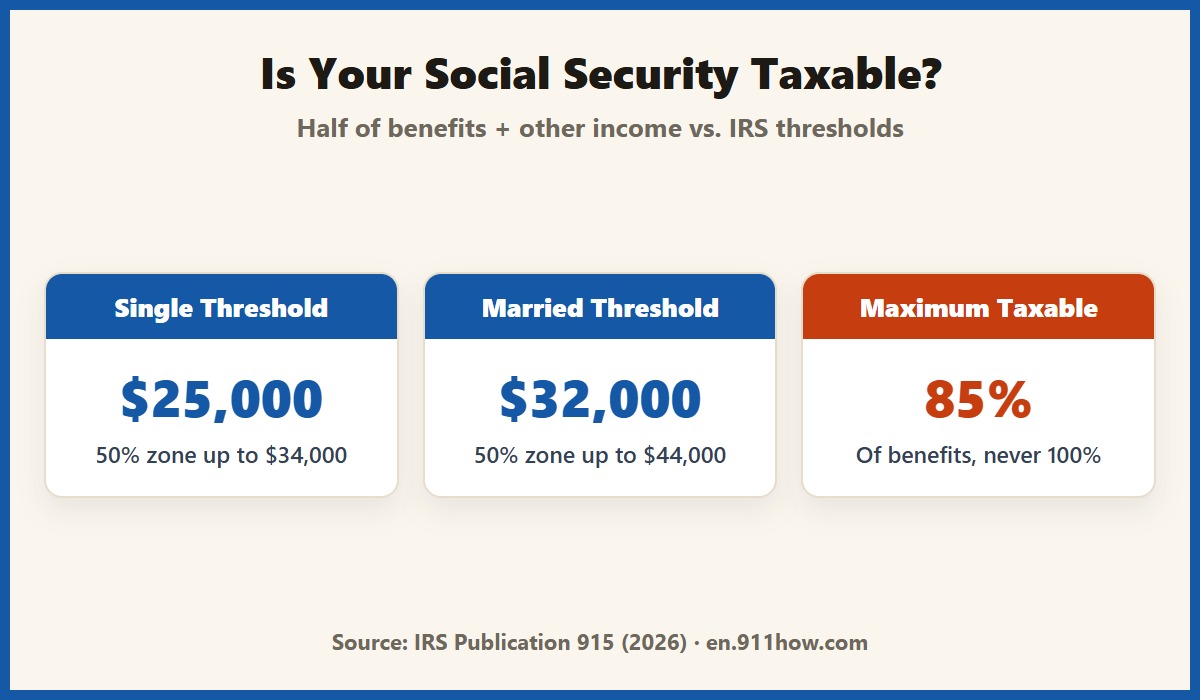 Is Your Social Security Taxable?
Half of benefits + other income vs. IRS thresholds
Single Threshold
$25,000
50% zone up to $34,000
Married Threshold
$32,000
50% zone up to $44,000
Maximum Taxable
85%
Of benefits, never 100%
Source: IRS Publication 915 (2026) · en.911how.com